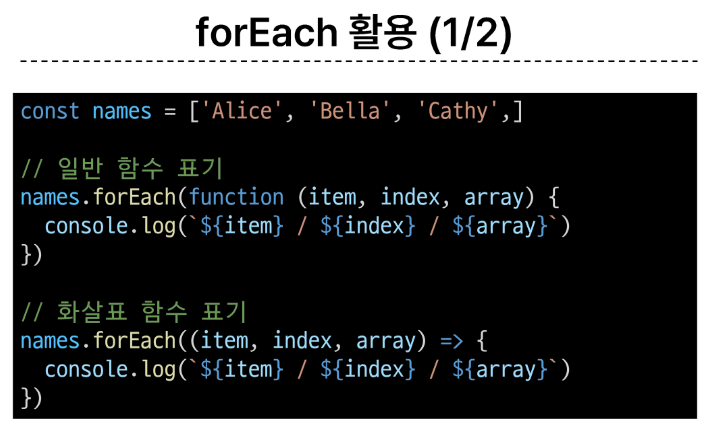 forEach 활용 (1/2)
const names = ['Alice', 'Bella', 'Cathy',]
// 일반 함수 표기
names.forEach(function (item, index, array) {
  console.log(`${item} / ${index} / ${array}`)
})
// 화살표 함수 표기
names.forEach((item, index, array) => {
  console.log(`${item} / ${index} / ${array}`)
})